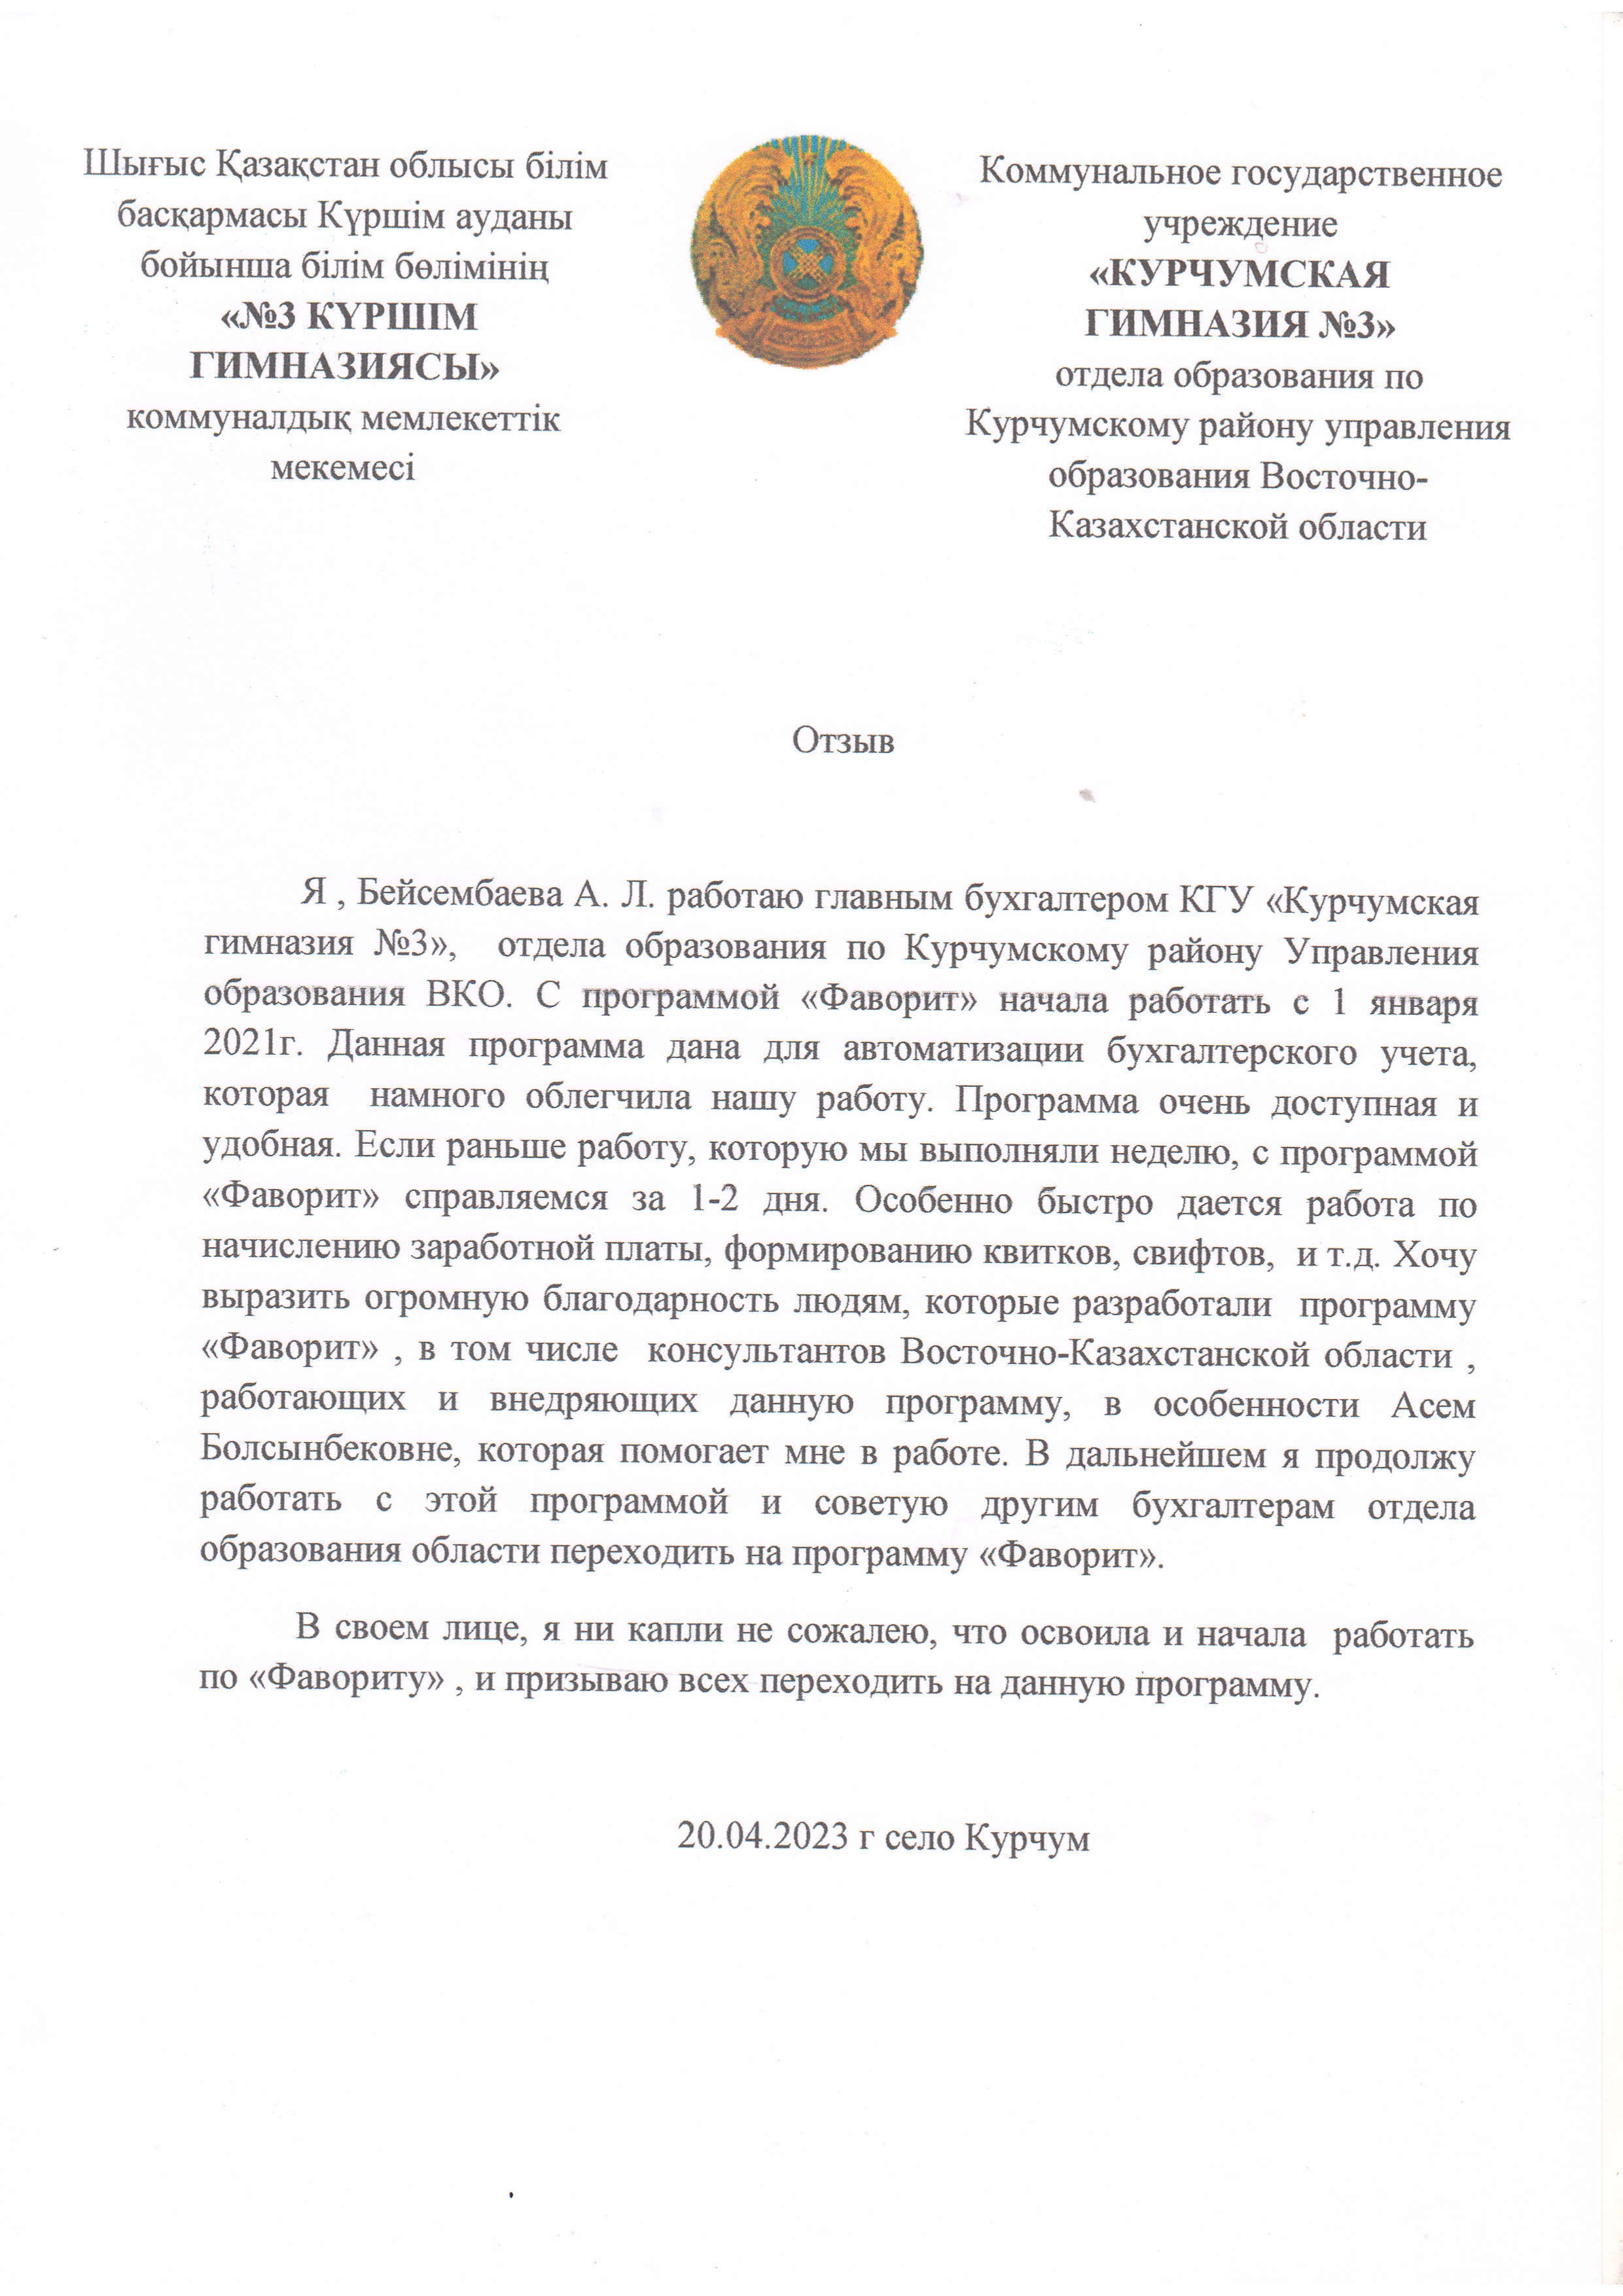 Шығыс Қазақстан облысы білім
басқармасы Күршім ауданы
бойынша білім бөлімінің
«№3 КҮРШІМ
ГИМНАЗИЯСЫ»
коммуналдық мемлекеттік
мекемесі
Коммунальное государственное
учреждение
«КУРЧУМСКАЯ
ГИМНАЗИЯ №3»
отдела образования по
Курчумскому району управления
образования Восточно-
Казахстанской области
Отзыв
Я , Бейсембаева А. Л. работаю главным бухгалтером КГУ «Курчумская
гимназия №3», отдела образования по Курчумскому району Управления
образования ВКО. С программой «Фаворит» начала работать с 1 января
2021г. Данная программа дана для автоматизации бухгалтерского учета,
которая намного облегчила нашу работу. Программа очень доступная и
удобная. Если раньше работу, которую мы выполняли неделю, с программой
«Фаворит» справляемся за 1-2 дня. Особенно быстро дается работа по
начислению заработной платы, формированию квитков, свифтов, и т.д. Хочу
выразить огромную благодарность людям, которые разработали программу
«Фаворит» , в том числе консультантов Восточно-Казахстанской области ,
работающих и внедряющих данную программу, в особенности Асем
Болсынбековне, которая помогает мне в работе. В дальнейшем я продолжу
работать с этой программой и советую другим бухгалтерам отдела
образования области переходить на программу «Фаворит».
В своем лице, я ни капли не сожалею, что освоила и начала работать
по «Фавориту» , и призываю всех переходить на данную программу.
20.04.2023 г село Курчум